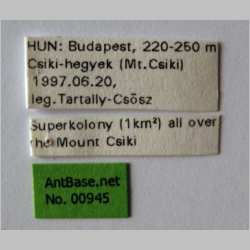 HUN: Budapest, 220-250 m
Csiki-hegyek (Mt.Csiki)
1997.06.20,
leg.Tartally-Csősz
Superkolony (1km²) all over
the Mount Csiki
AntBase.net
No. 00945